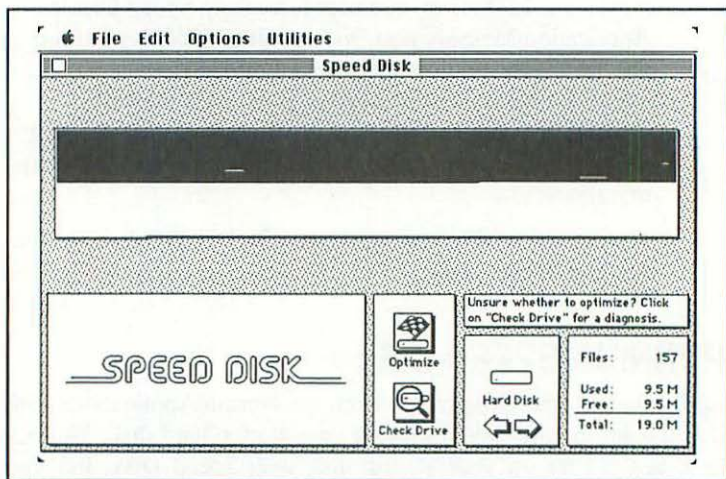 File Edit Options Utilities
Speed Disk
Unsure whether to optimize? Click
on "Check Drive" for a diagnosis.
SPEED DISK
Optimize
Check Drive
Hard Disk
Files: 157
Used: 9.5 M
Free: 9.5 M
Total: 19.0 M